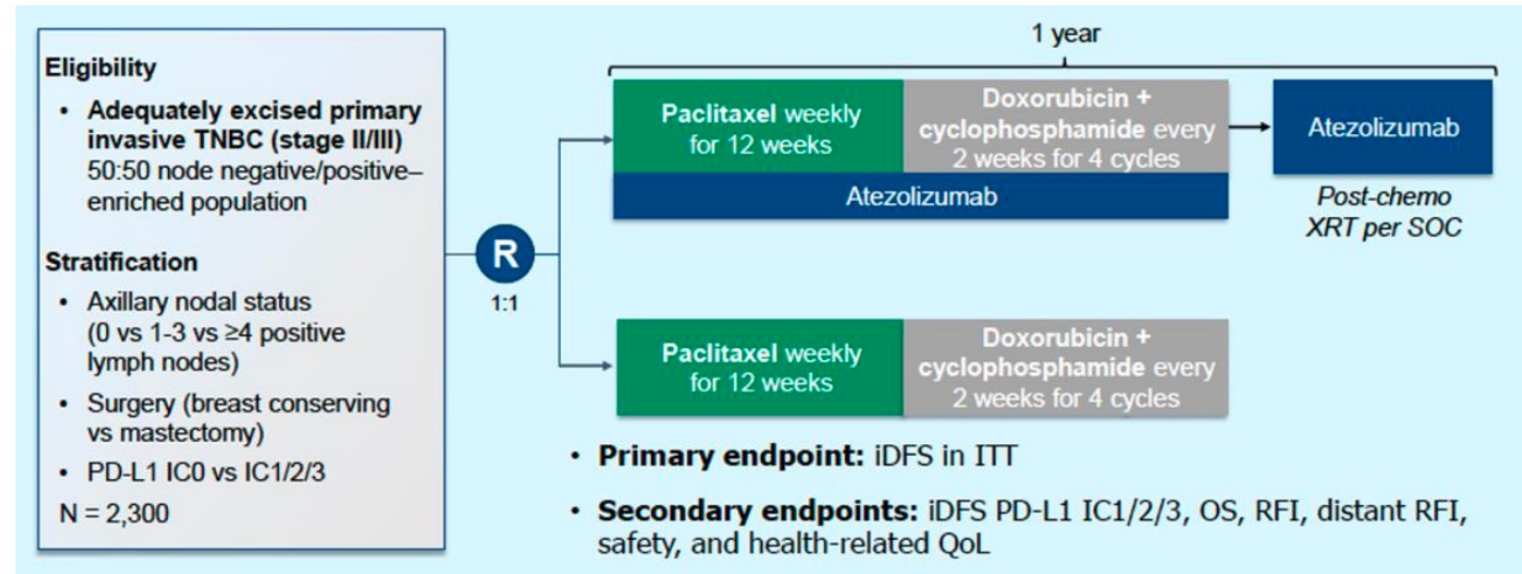 Eligibility
• Adequately excised primary
invasive TNBC (stage II/III)
50:50 node negative/positive–
enriched population
Stratification
• Axillary nodal status
(0 vs 1-3 vs ≥4 positive
lymph nodes)
• Surgery (breast conserving
vs mastectomy)
• PD-L1 IC0 vs IC1/2/3
N = 2,300
R
1:1
1 year
Paclitaxel weekly
for 12 weeks
Doxorubicin +
cyclophosphamide every
2 weeks for 4 cycles
Atezolizumab
Atezolizumab
Post-chemo
XRT per SOC
Paclitaxel weekly
for 12 weeks
Doxorubicin +
cyclophosphamide every
2 weeks for 4 cycles
• Primary endpoint: iDFS in ITT
• Secondary endpoints: iDFS PD-L1 IC1/2/3, OS, RFI, distant RFI,
safety, and health-related QoL